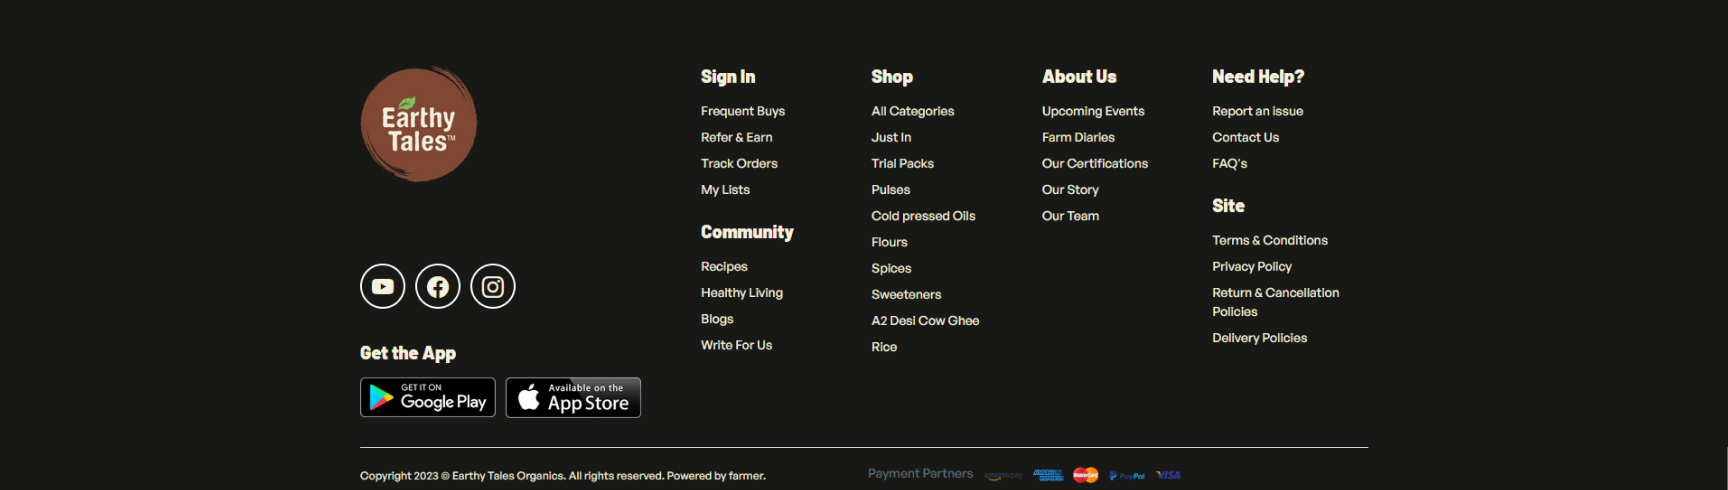 Earthy
Tales™
Get the App
GET IT ON
Google Play
Available on the
App Store
Sign In
Frequent Buys
Refer & Earn
Track Orders
My Lists
Community
Recipes
Healthy Living
Blogs
Write For Us
Shop
All Categories
Just In
Trial Packs
Pulses
Cold pressed Oils
Flours
Spices
Sweeteners
A2 Desi Cow Ghee
Rice
About Us
Upcoming Events
Farm Diaries
Our Certifications
Our Story
Our Team
Need Help?
Report an issue
Contact Us
FAQ's
Site
Terms & Conditions
Privacy Policy
Return & Cancellation
Policies
Delivery Policies
Copyright 2023 © Earthy Tales Organics. All rights reserved. Powered by farmer.
Payment Partners
amazon pay
MasterCard
PayPal
VISA